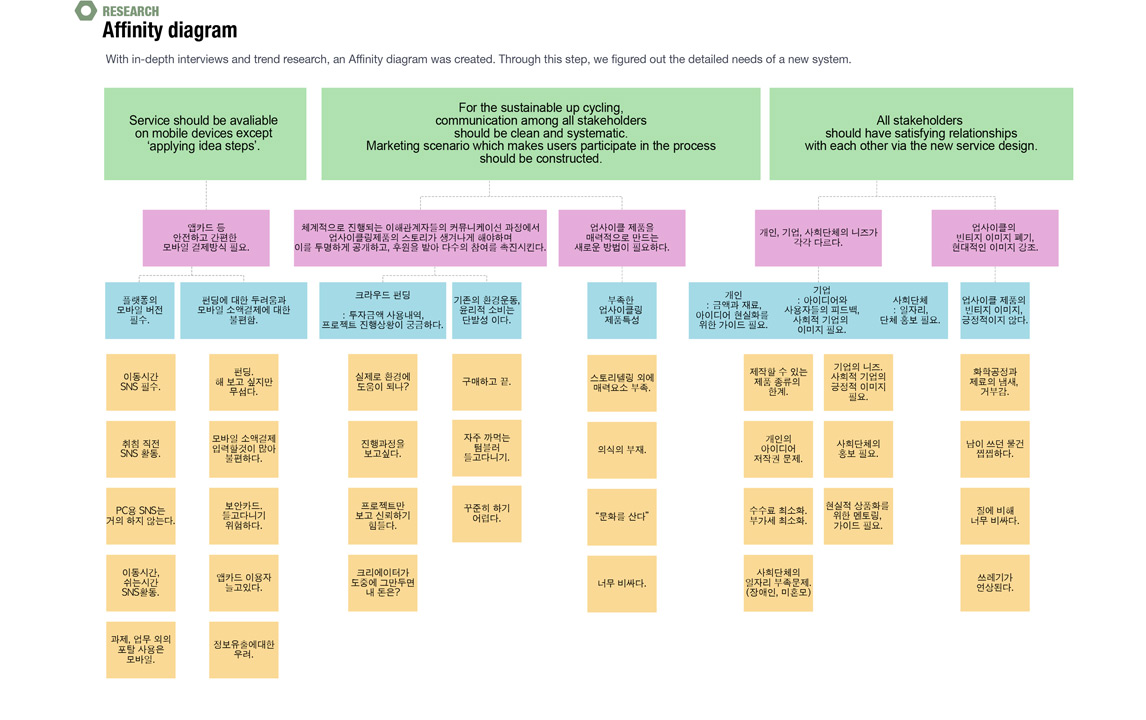 RESEARCH
Affinity diagram
With in-depth interviews and trend research, an Affinity diagram was created. Through this step, we figured out the detailed needs of a new system.
Service should be avaliable
on mobile devices except
‘applying idea steps’.
For the sustainable up cycling,
communication among all stakeholders
should be clean and systematic.
Marketing scenario which makes users participate in the process
should be constructed.
All stakeholders
should have satisfying relationships
with each other via the new service design.
앱카드 등
안전하고 간편한
모바일 결제방식 필요.
체계적으로 진행되는 이해관계자들의 커뮤니케이션 과정에서
업사이클링제품의 스토리가 생겨나게 해야하며
이를 투명하게 공개하고, 후원을 받아 다수의 참여를 촉진시킨다.
업사이클 제품을
매력적으로 만드는
새로운 방법이 필요하다.
개인, 기업, 사회단체의 니즈가
각각 다르다.
업사이클의
빈티지 이미지 폐기,
현대적인 이미지 강조.
플랫폼의
모바일 버전
필수.
펀딩에 대한 두려움과
모바일 소액결제에 대한
불편함.
크라우드 펀딩
: 투자금액 사용내역,
프로젝트 진행상황이 궁금하다.
기존의 환경운동,
윤리적 소비는
단발성 이다.
부족한
업사이클링
제품특성
개인
: 금액과 재료,
아이디어 현실화를
위한 가이드 필요.
기업
: 아이디어와
사용자들의 피드백,
사회적 기업의
이미지 필요.
사회단체
: 일자리,
단체 홍보 필요.
업사이클 제품의
빈티지 이미지,
긍정적이지 않다.
이동시간
SNS 필수.
취침 직전
SNS 활동.
PC용 SNS는
거의 하지 않는다.
이동시간,
쉬는시간
SNS활동.
과제, 업무 외의
포탈 사용은
모바일.
펀딩.
해 보고 싶지만
무섭다.
모바일 소액결제
입력할것이 많아
불편하다.
보안카드.
들고다니기
위험하다.
앱카드 이용자
늘고있다.
정보유출에대한
우려.
실제로 환경에
도움이 되나?
진행과정을
보고싶다.
프로젝트만
보고 신뢰하기
힘들다.
크리에이터가
도중에 그만두면
내 돈은?
구매하고 끝.
자주 까먹는
텀블러
들고다니기.
꾸준히 하기
어렵다.
스토리텔링 외에
매력요소 부족.
의식의 부재.
“문화를 산다”
너무 비싸다.
제작할 수 있는
제품 종류의
한계.
개인의
아이디어
저작권 문제.
수수료 최소화.
부가세 최소화.
사회단체의
일자리 부족문제.
(장애인, 미혼모)
기업의 니즈.
사회적 기업의
긍정적 이미지
필요.
사회단체의
홍보 필요.
현실적 상품화를
위한 멘토링,
가이드 필요.
화학공정과
재료의 냄새,
거부감.
남이 쓰던 물건
찝찝하다.
질에 비해
너무 비싸다.
쓰레기가
연상된다.